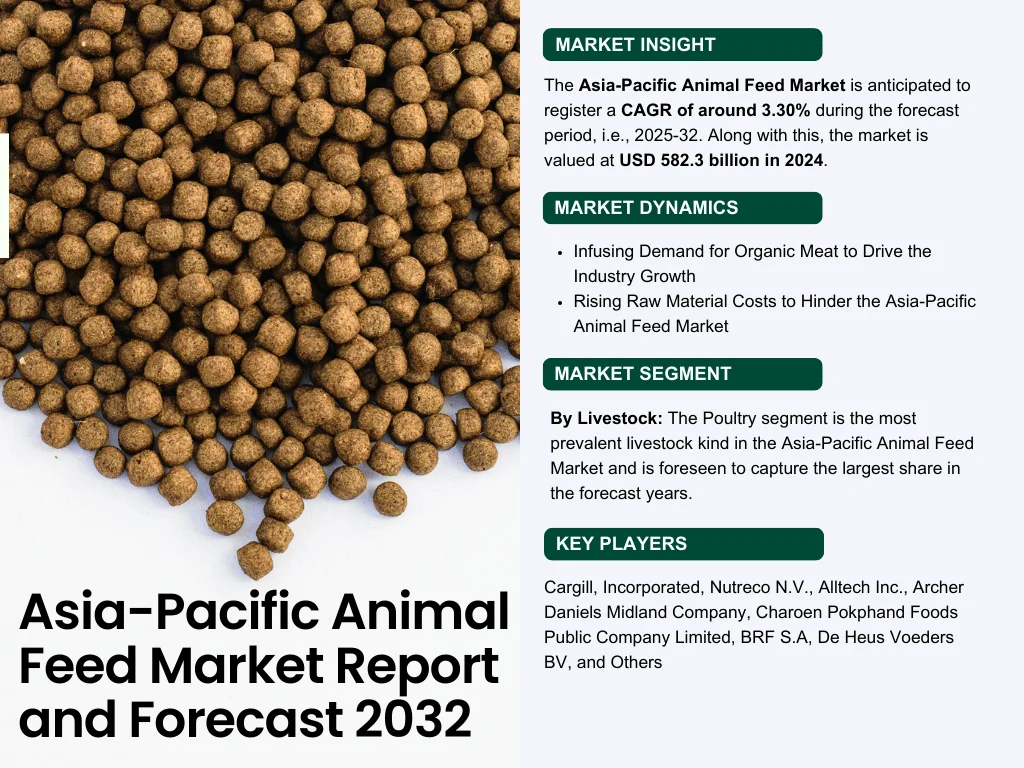 MARKET INSIGHT
The Asia-Pacific Animal Feed Market is anticipated to
register a CAGR of around 3.30% during the forecast
period, i.e., 2025-32. Along with this, the market is
valued at USD 582.3 billion in 2024.
MARKET DYNAMICS
• Infusing Demand for Organic Meat to Drive the
Industry Growth
• Rising Raw Material Costs to Hinder the Asia-Pacific
Animal Feed Market
MARKET SEGMENT
By Livestock: The Poultry segment is the most
prevalent livestock kind in the Asia-Pacific Animal Feed
Market and is foreseen to capture the largest share in
the forecast years.
KEY PLAYERS
Cargill, Incorporated, Nutreco N.V., Alltech Inc., Archer
Daniels Midland Company, Charoen Pokphand Foods
Public Company Limited, BRF S.A, De Heus Voeders
BV, and Others
Asia-Pacific Animal
Feed Market Report
and Forecast 2032